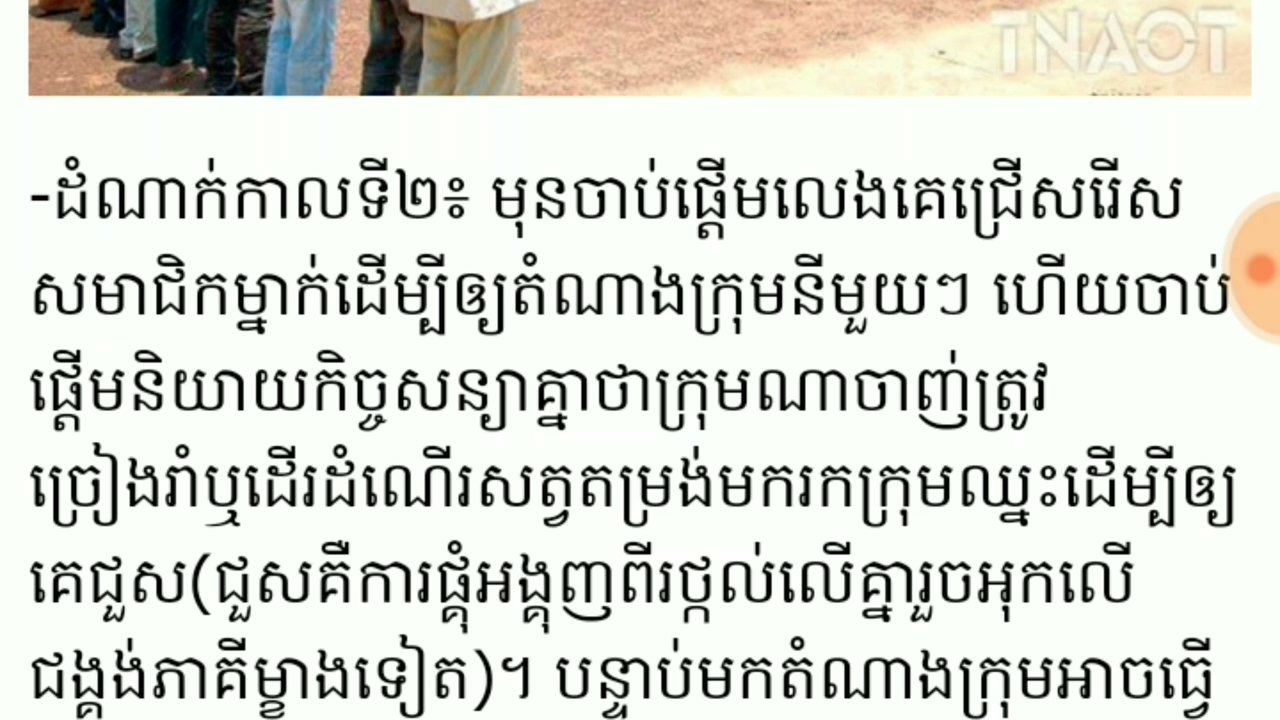 TNAOT
-ដំណាក់កាលទី២៖ មុនចាប់ផ្ដើមលេងគេជ្រើសរើស
សមាជិកម្នាក់ដើម្បីឲ្យតំណាងក្រុមនីមួយៗ ហើយចាប់
ផ្ដើមនិយាយកិច្ចសន្យាគ្នាថាក្រុមណាចាញ់ត្រូវ
ច្រៀងរាំឬដើរដំណើរសត្វតម្រង់មករកក្រុមឈ្នះដើម្បីឲ្យ
គេជួស(ជួសគឺការផ្គុំអង្គុញពីរថ្កល់លើគ្នារួចអុកលើ
ជង្គង់ភាគីម្ខាងទៀត)។ បន្ទាប់មកតំណាងក្រុមអាចធ្វើ